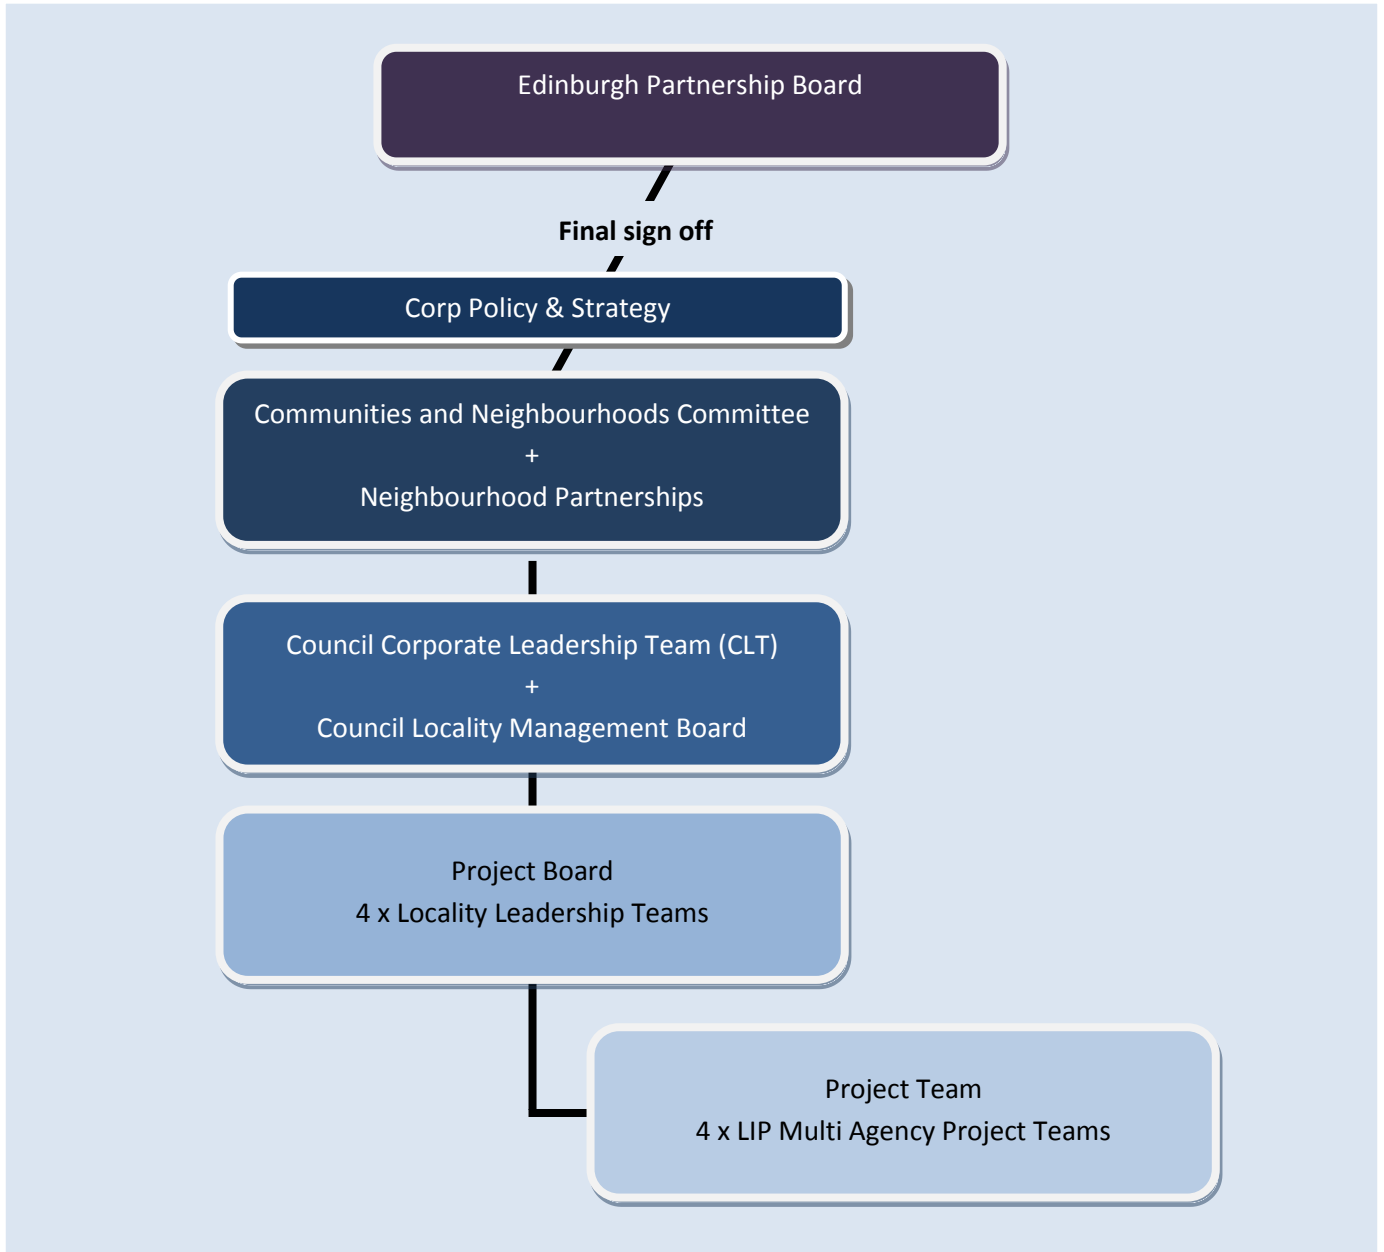 Edinburgh Partnership Board
Final sign off
Corp Policy & Strategy
Communities and Neighbourhoods Committee
+
Neighbourhood Partnerships
Council Corporate Leadership Team (CLT)
+
Council Locality Management Board
Project Board
4 x Locality Leadership Teams
Project Team
4 x LIP Multi Agency Project Teams